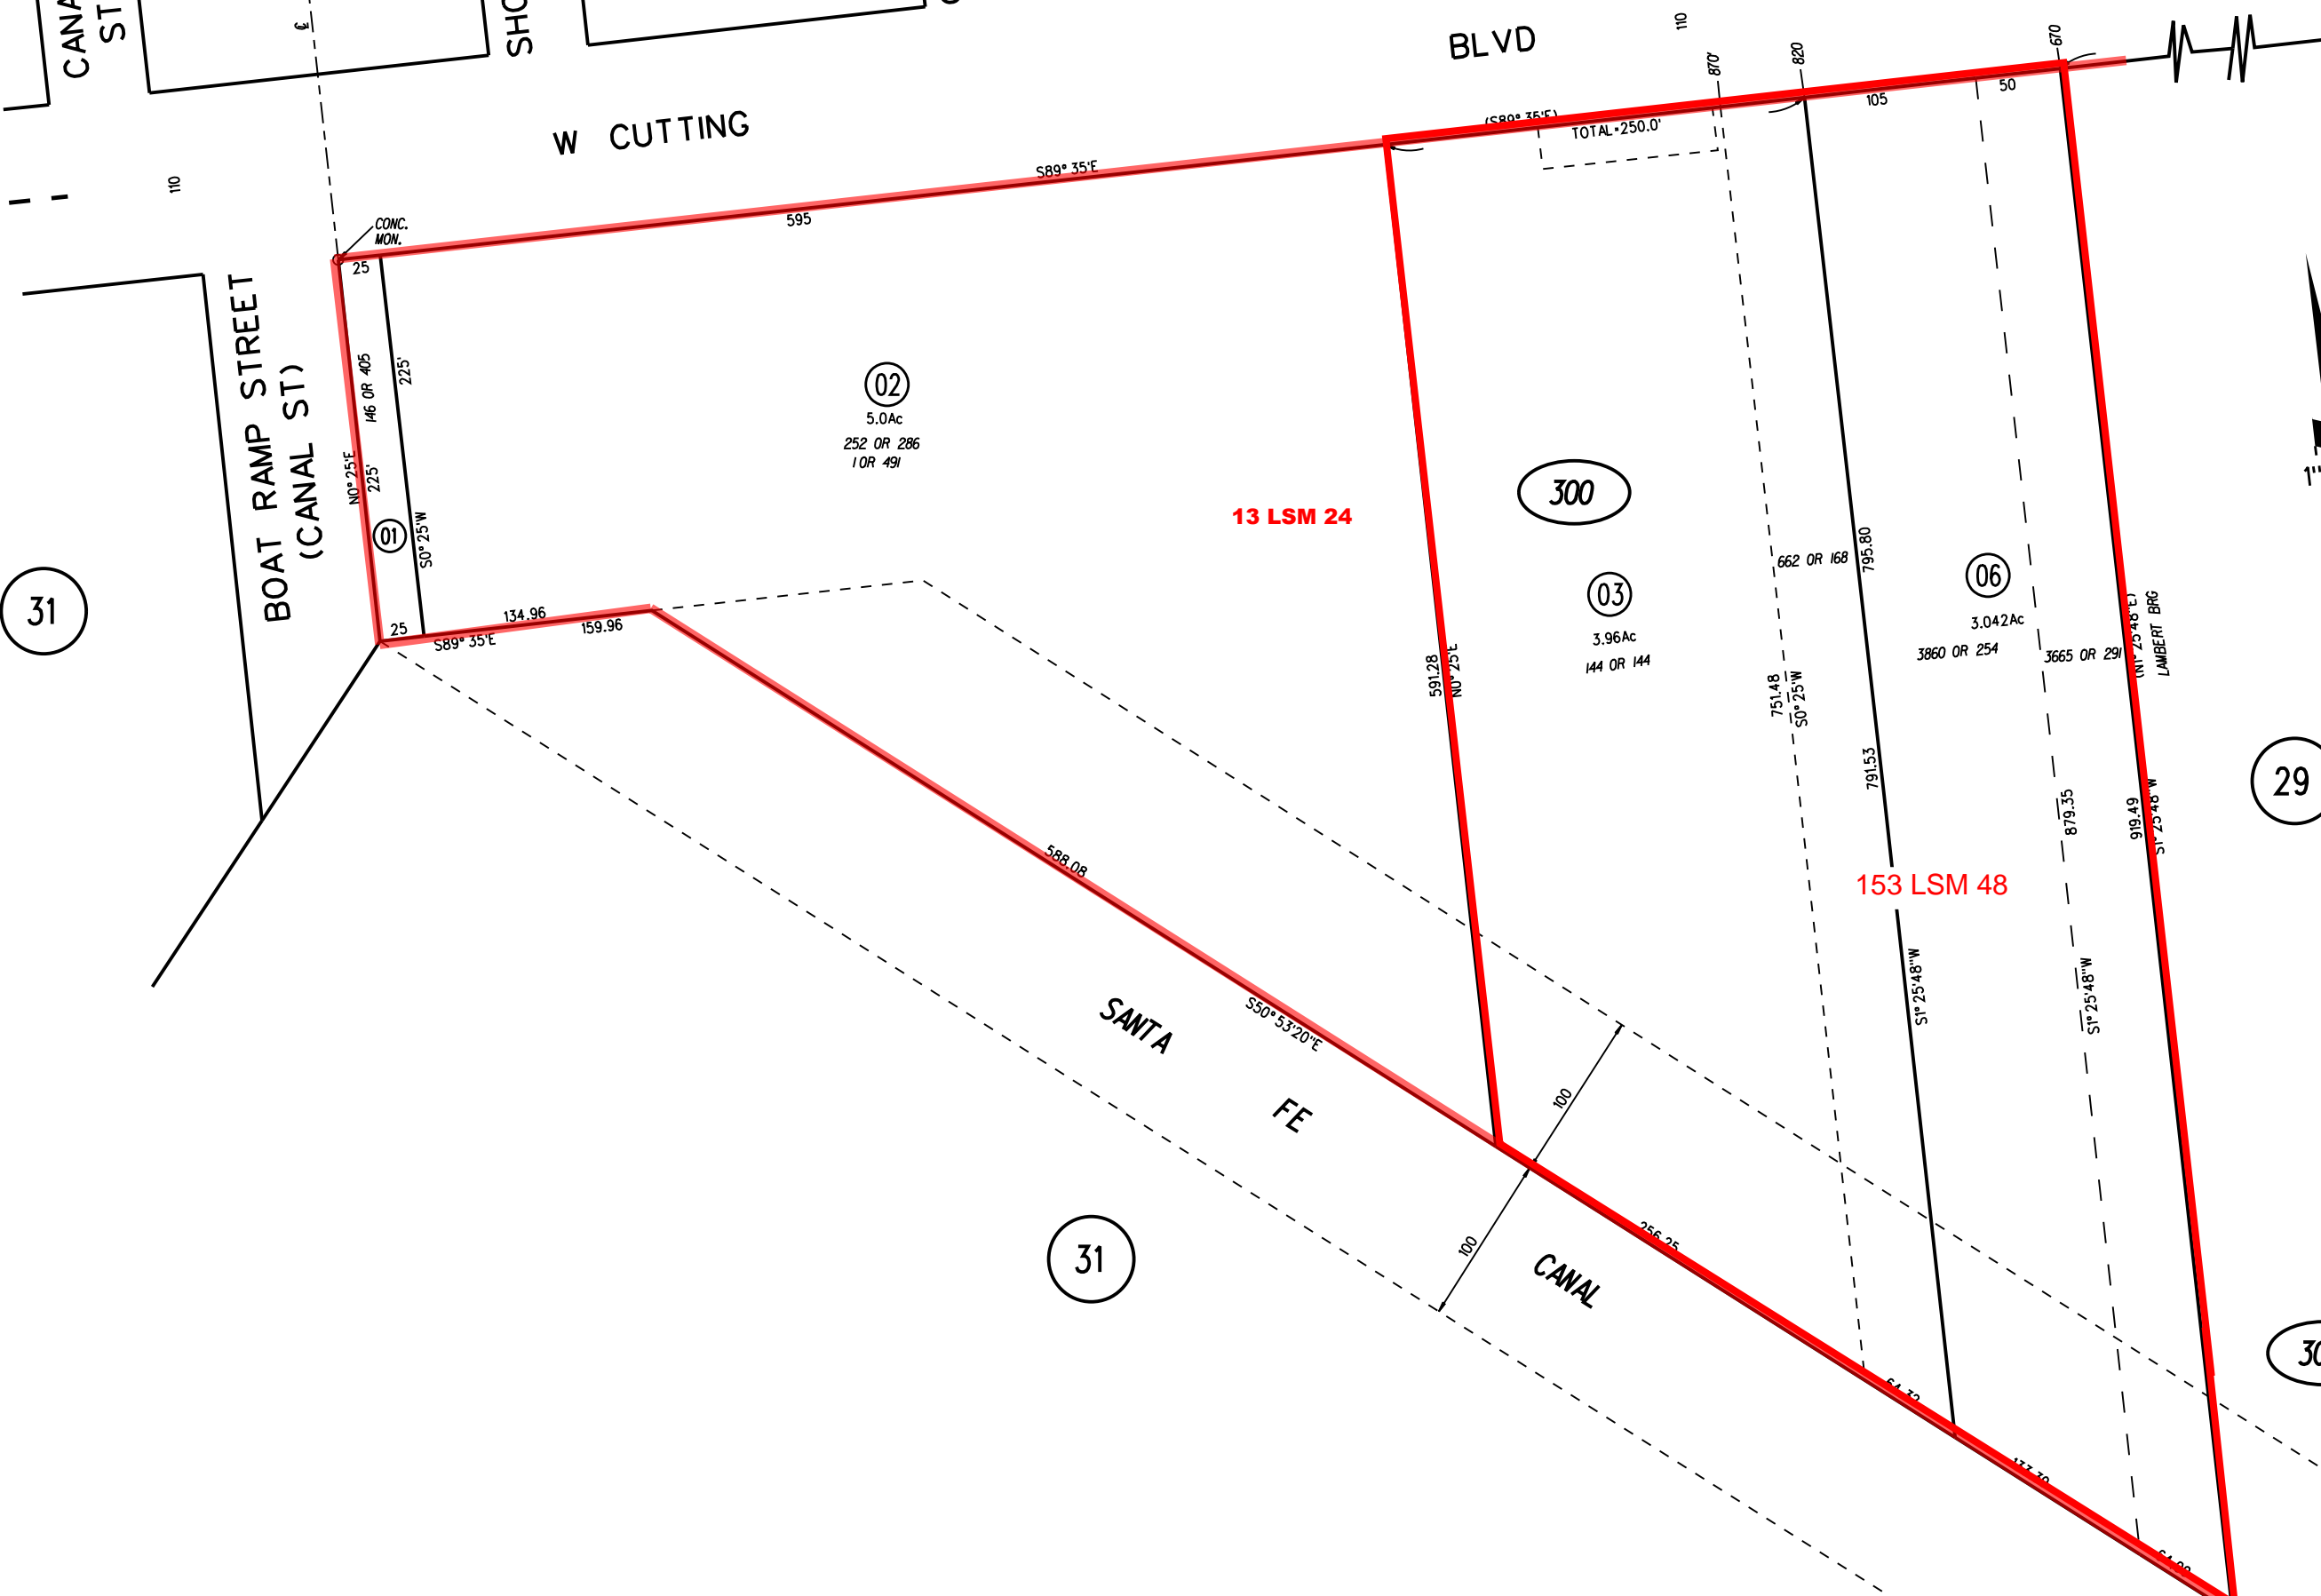 BLVD
110
870'
820
670
W CUTTING
S89° 35'E
595
TOTAL=250.0'
105
50
110
CONC.
MON.
25
BOAT RAMP STREET
(CANAL ST)
146 OR 405
225'
N0° 25'E
225'
S0° 25'W
01
02
5.0Ac
252 OR 286
1 OR 491
13 LSM 24
300
03
3.96Ac
144 OR 144
662 OR 168
795.80
06
3.042Ac
3860 OR 254
3665 OR 291
LAMBERT BRG
31
25
134.96
159.96
S89° 35'E
591.28
N0° 25'E
751.48
S0° 25'W
791.53
879.35
919.49
S1° 25'48"W
29
588.08
153 LSM 48
S50° 53'20"E
S1° 25'48"W
S1° 25'48"W
SANTA
FE
CANAL
100
100
31
256.25